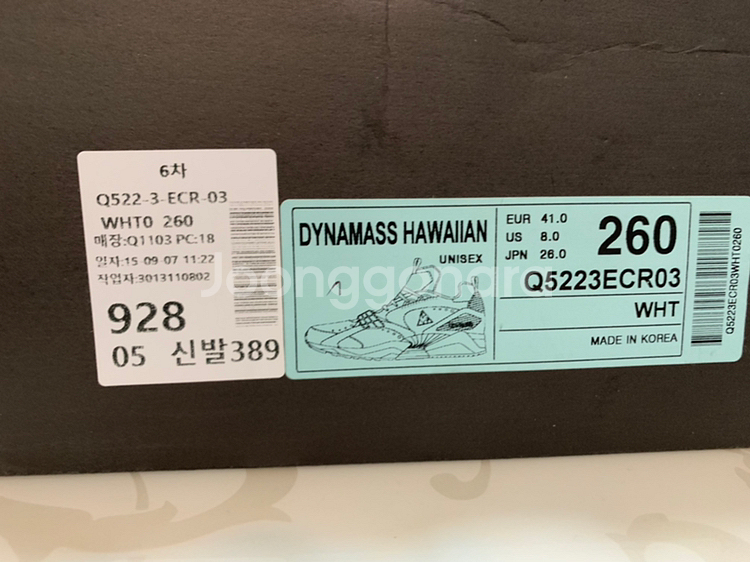 6차
Q522-3-ECR-03
WHT0 260
매장:Q1103 PC:18
일자:15 09-07 11:22
작업자:3013110802
928
05 신발389
DYNAMASS HAWAIIAN
UNISEX
EUR 41.0
US 8.0
JPN 26.0
260
Q5223ECR03
WHT
MADE IN KOREA
Q5223ECR03WHT0260
Joonggonara